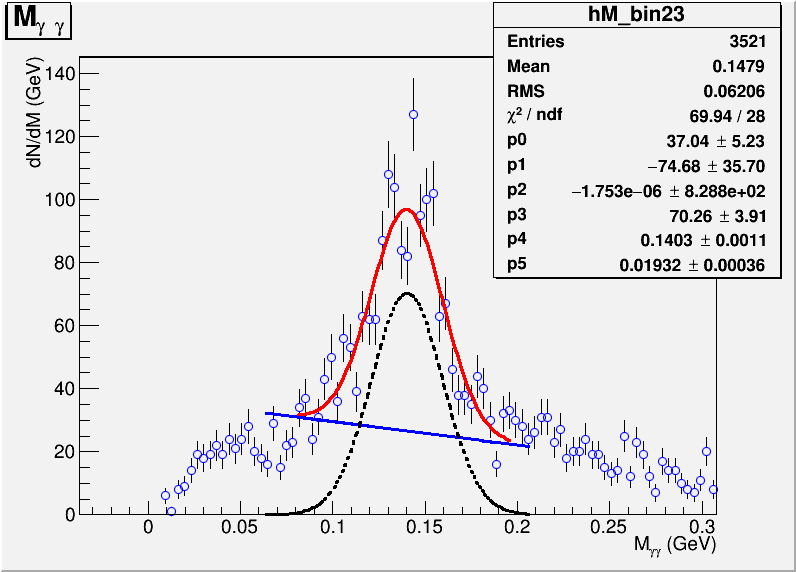 M γ γ
hM_bin23
Entries 3521
Mean 0.1479
RMS 0.06206
χ² / ndf 69.94 / 28
p0 37.04 ± 5.23
p1 −74.68 ± 35.70
p2 −1.753e−06 ± 8.288e+02
p3 70.26 ± 3.91
p4 0.1403 ± 0.0011
p5 0.01932 ± 0.00036
dN/dM (GeV)
140
120
100
80
60
40
20
0
0 0.05 0.1 0.15 0.2 0.25 0.3
M γγ (GeV)